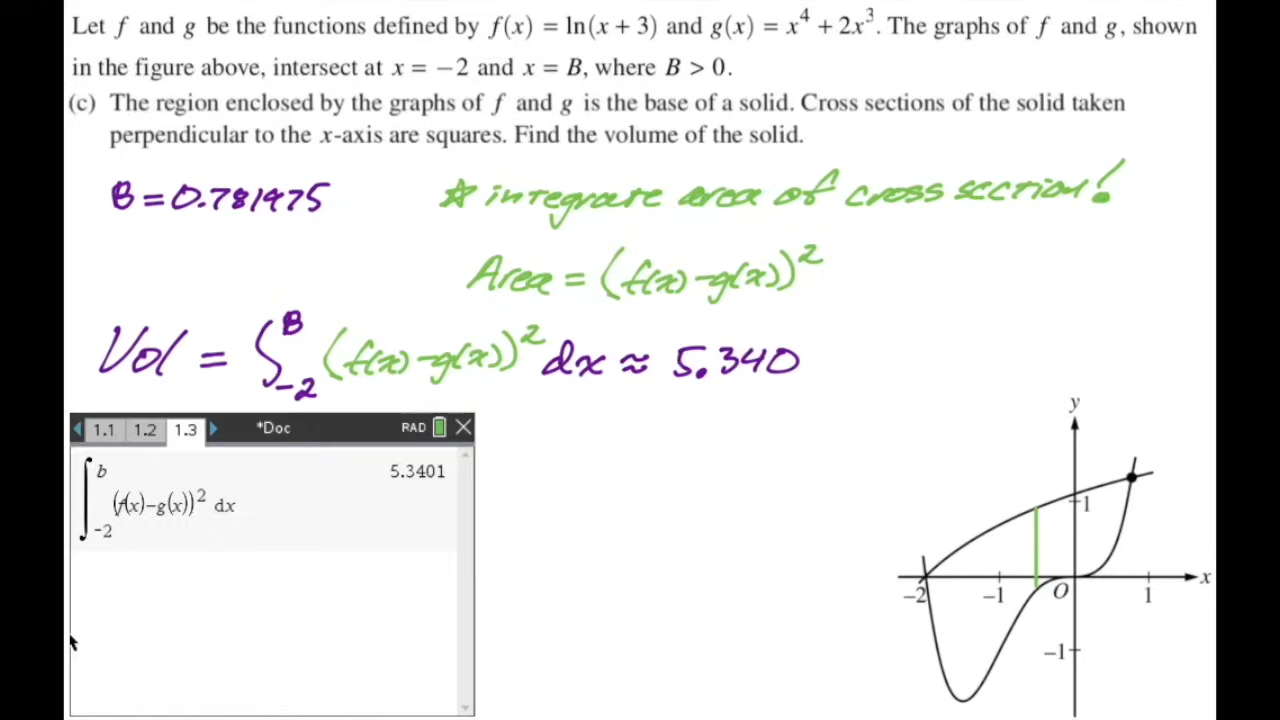 Let f and g be the functions defined by f(x) = ln(x + 3) and g(x) = x⁴ + 2x³. The graphs of f and g, shown
in the figure above, intersect at x = −2 and x = B, where B > 0.
(c) The region enclosed by the graphs of f and g is the base of a solid. Cross sections of the solid taken
perpendicular to the x-axis are squares. Find the volume of the solid.
B = 0.781975
☆ integrate area of cross section!
Area = (f(x) - g(x))²
Vol = ∫_{-2}^{B} (f(x) - g(x))² dx ≈ 5.340
1.1 1.2 1.3 *Doc RAD
∫_{-2}^{b} (f(x)-g(x))² dx 5.3401
y
1
-2 -1 O 1 x
-1